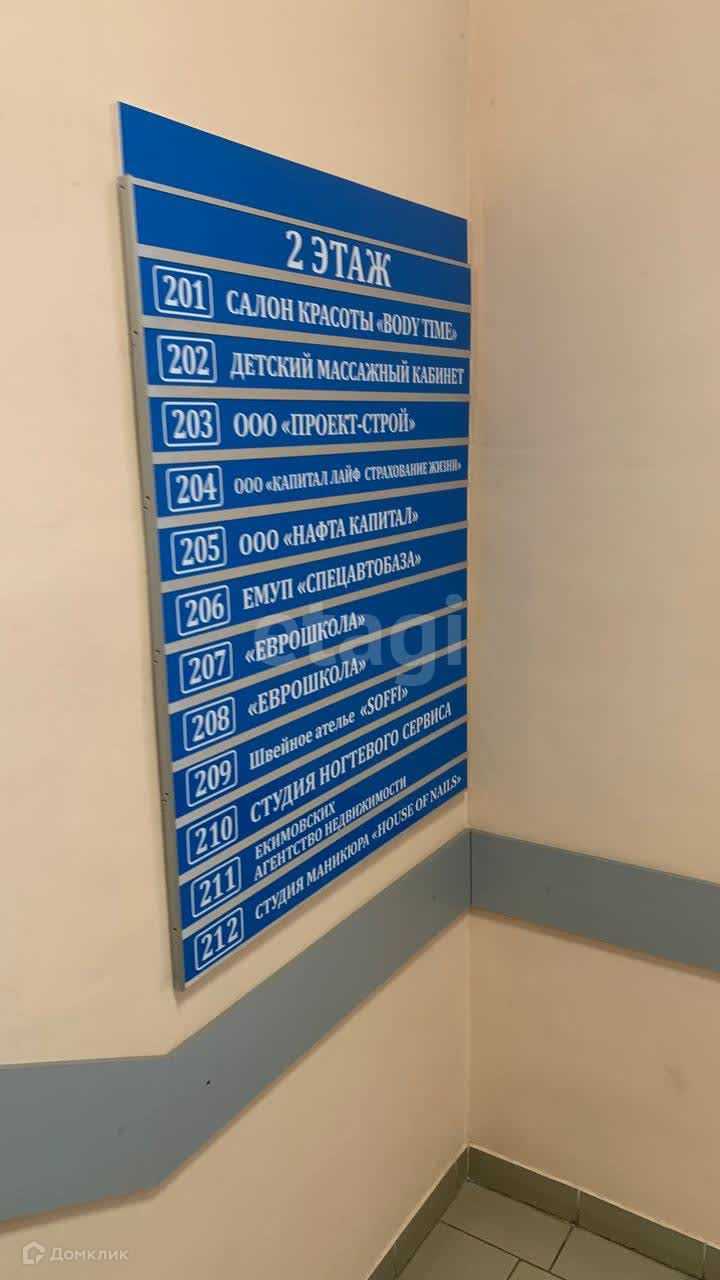 2 ЭТАЖ
201 САЛОН КРАСОТЫ «BODY TIME»
202 ДЕТСКИЙ МАССАЖНЫЙ КАБИНЕТ
203 ООО «ПРОЕКТ-СТРОЙ»
204 ООО «КАПИТАЛ ЛАЙФ СТРАХОВАНИЕ ЖИЗНИ»
205 ООО «НАФТА КАПИТАЛ»
206 ЕМУП «СПЕЦАВТОБАЗА»
207 «ЕВРОШКОЛА»
etagi
208 «ЕВРОШКОЛА»
209 Швейное ателье «SOFFI»
210 СТУДИЯ НОГТЕВОГО СЕРВИСА
211 ЕКИМОВСКИХ
АГЕНТСТВО НЕДВИЖИМОСТИ
212 СТУДИЯ МАНИКЮРА «HOUSE OF NAILS»
Домклик